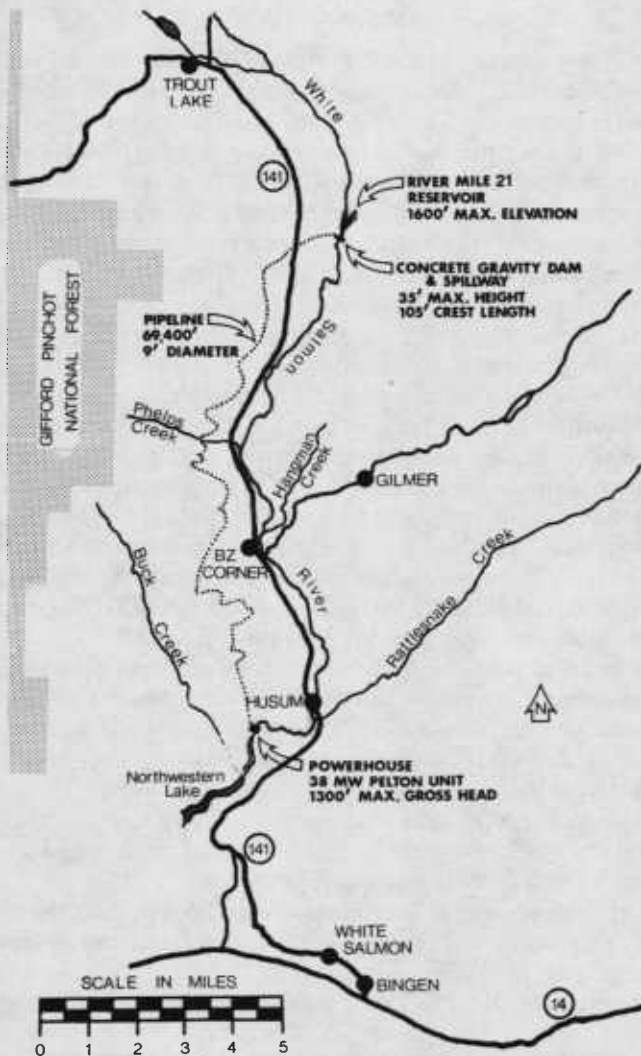 TROUT
LAKE
White
141
RIVER MILE 21
RESERVOIR
1600' MAX. ELEVATION
CONCRETE GRAVITY DAM
& SPILLWAY
35' MAX. HEIGHT
105' CREST LENGTH
GIFFORD PINCHOT
NATIONAL FOREST
PIPELINE
69,400'
9' DIAMETER
Salmon
Phelps
Creek
Hangman
Creek
GILMER
BZ
CORNER
Buck
Creek
River
Rattlesnake
Creek
HUSUM
N
POWERHOUSE
38 MW PELTON UNIT
1300' MAX. GROSS HEAD
Northwestern
Lake
141
WHITE
SALMON
BINGEN
14
SCALE IN MILES
0 1 2 3 4 5